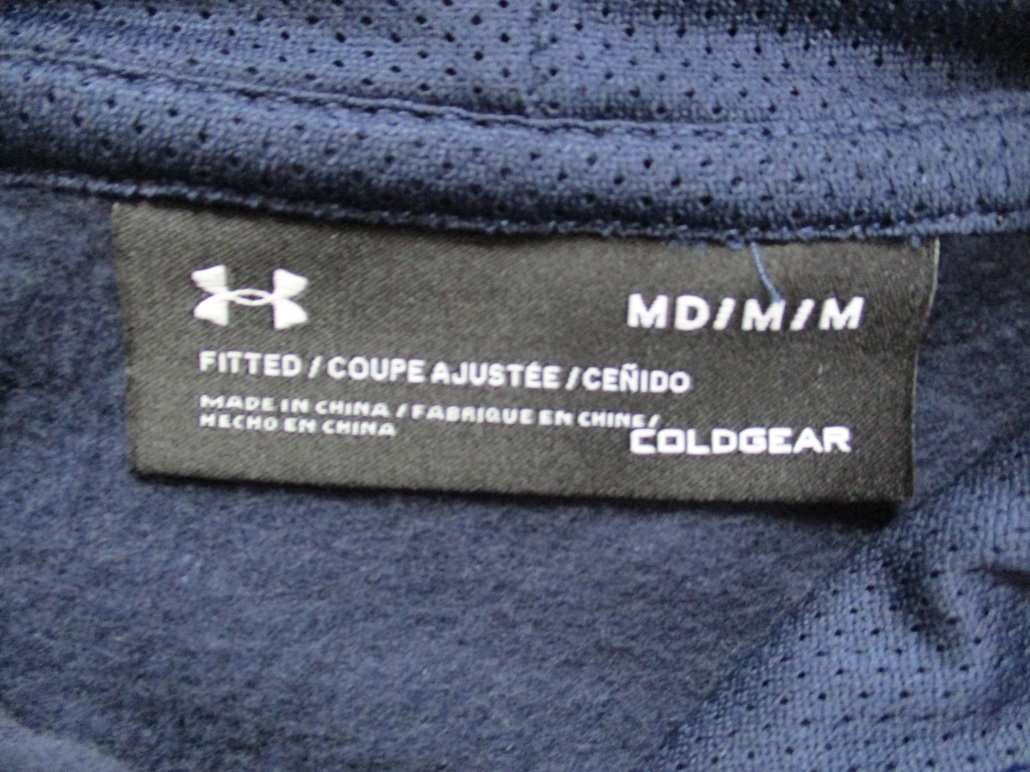 MD/M/M
FITTED / COUPE AJUSTÉE / CEÑIDO
MADE IN CHINA / FABRIQUE EN CHINE /
HECHO EN CHINA
COLDGEAR